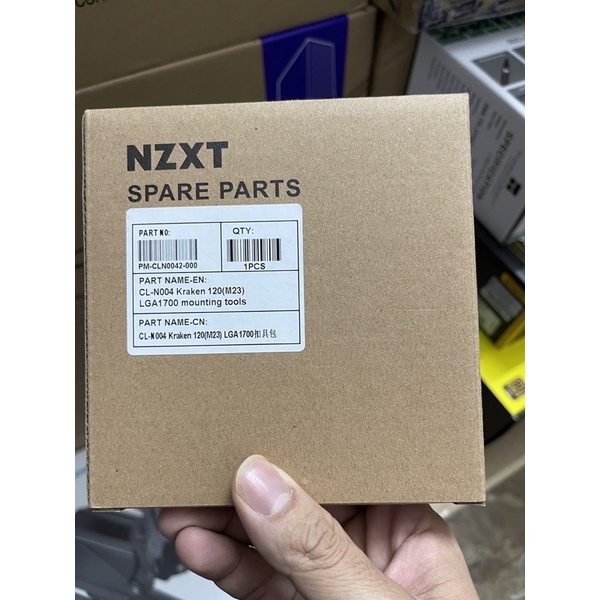 NZXT
SPARE PARTS
PART NO:
PM-CLN0042-000
QTY:
1PCS
PART NAME-EN:
CL-N004 Kraken 120(M23)
LGA1700 mounting tools
PART NAME-CN:
CL-N004 Kraken 120(M23) LGA1700扣具包